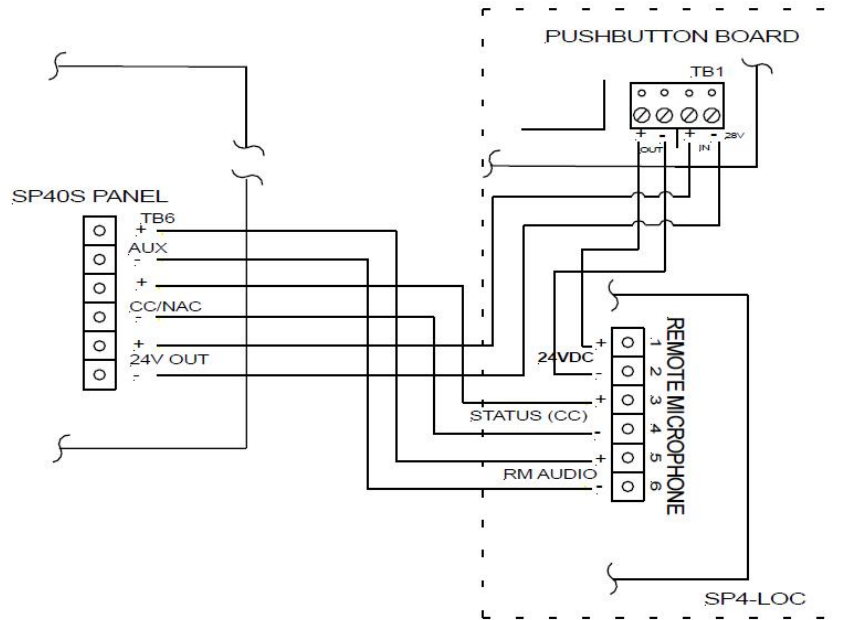 PUSHBUTTON BOARD
TB1
+ - + - 28V
OUT IN
SP40S PANEL
+ TB6
AUX
-
+
CC/NAC
-
+
24V OUT
-
+ 1
24VDC
- 2
+ 3
STATUS (CC)
- 4
+ 5
RM AUDIO
- 6
REMOTE MICROPHONE
SP4-LOC